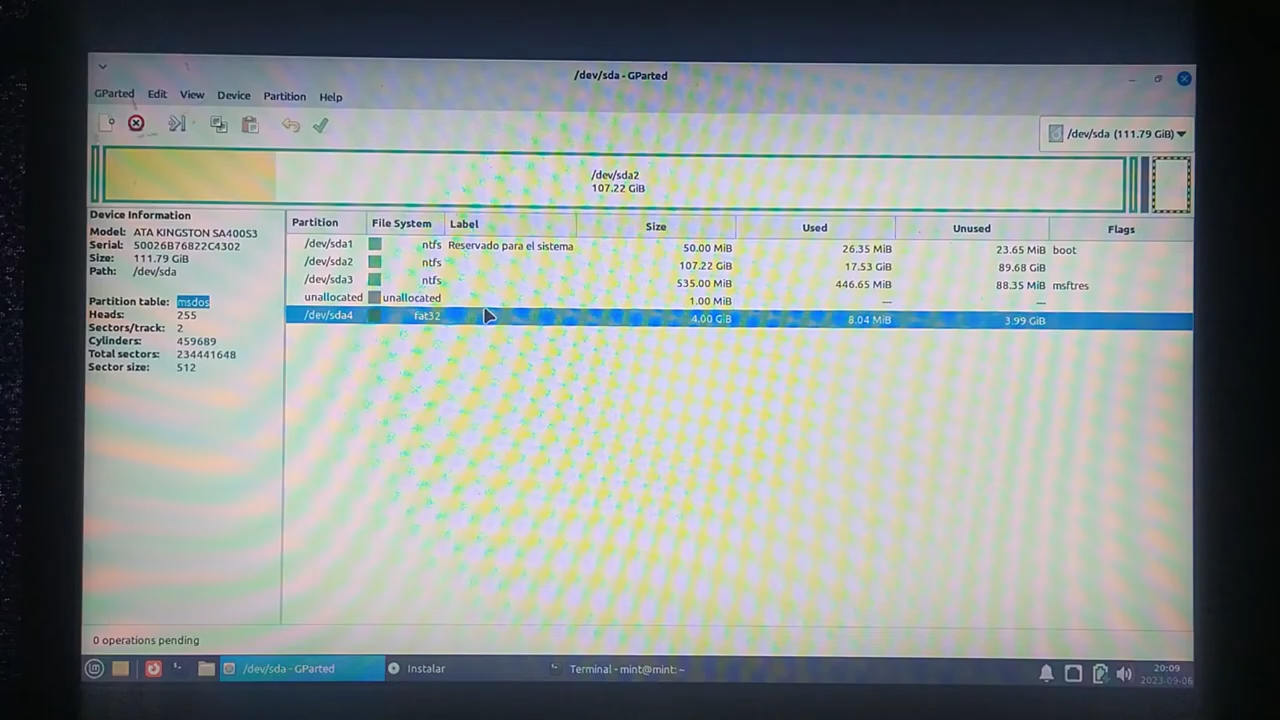 /dev/sda - GParted
GParted Edit View Device Partition Help
/dev/sda (111.79 GiB)
/dev/sda2
107.22 GiB
Device Information
Model: ATA KINGSTON SA400S3
Serial: 50026B76822C4302
Size: 111.79 GiB
Path: /dev/sda
Partition table: msdos
Heads: 255
Sectors/track: 2
Cylinders: 459689
Total sectors: 234441648
Sector size: 512
Partition File System Label Size Used Unused Flags
/dev/sda1 ntfs Reservado para el sistema 50.00 MiB 26.35 MiB 23.65 MiB boot
/dev/sda2 ntfs 107.22 GiB 17.53 GiB 89.68 GiB
/dev/sda3 ntfs 535.00 MiB 446.65 MiB 88.35 MiB msftres
unallocated unallocated 1.00 MiB --- ---
/dev/sda4 fat32 4.00 GiB 8.04 MiB 3.99 GiB
0 operations pending
/dev/sda - GParted Instalar Terminal - mint@mint: ~ 20:09
2023-09-06